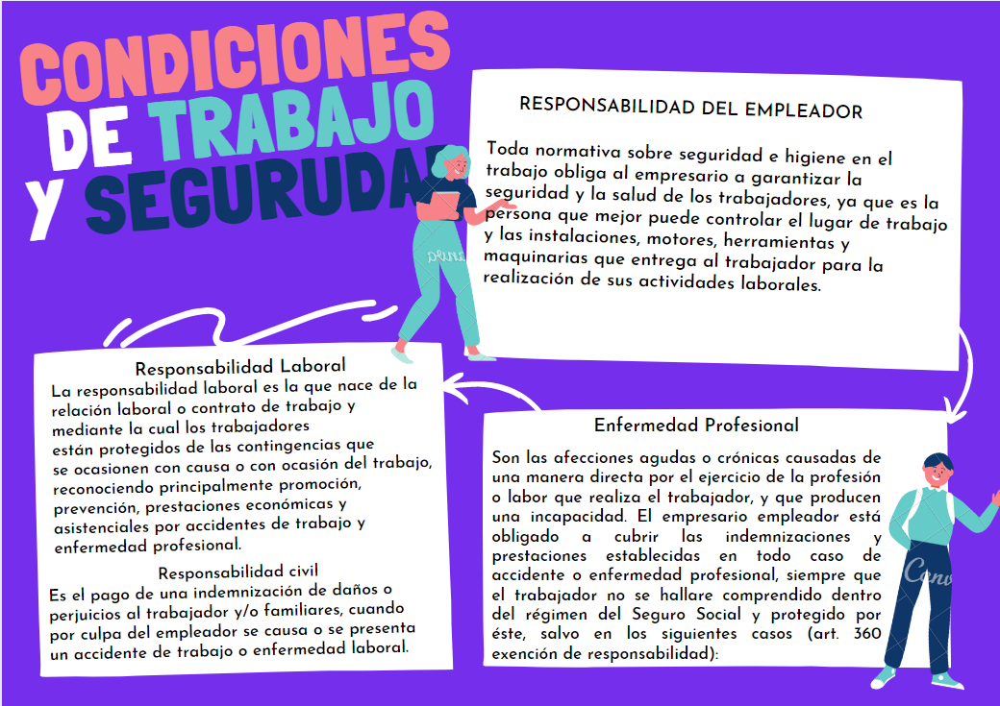 CONDICIONES
DE TRABAJO
Y SEGURUDAD
RESPONSABILIDAD DEL EMPLEADOR
Toda normativa sobre seguridad e higiene en el
trabajo obliga al empresario a garantizar la
seguridad y la salud de los trabajadores, ya que es la
persona que mejor puede controlar el lugar de trabajo
y las instalaciones, motores, herramientas y
maquinarias que entrega al trabajador para la
realización de sus actividades laborales.
Responsabilidad Laboral
La responsabilidad laboral es la que nace de la
relación laboral o contrato de trabajo y
mediante la cual los trabajadores
están protegidos de las contingencias que
se ocasionen con causa o con ocasión del trabajo,
reconociendo principalmente promoción,
prevención, prestaciones económicas y
asistenciales por accidentes de trabajo y
enfermedad profesional.
Responsabilidad civil
Es el pago de una indemnización de daños o
perjuicios al trabajador y/o familiares, cuando
por culpa del empleador se causa o se presenta
un accidente de trabajo o enfermedad laboral.
Enfermedad Profesional
Son las afecciones agudas o crónicas causadas de
una manera directa por el ejercicio de la profesión
o labor que realiza el trabajador, y que producen
una incapacidad. El empresario empleador está
obligado a cubrir las indemnizaciones y
prestaciones establecidas en todo caso de
accidente o enfermedad profesional, siempre que
el trabajador no se hallare comprendido dentro
del régimen del Seguro Social y protegido por
éste, salvo en los siguientes casos (art. 360
exención de responsabilidad):